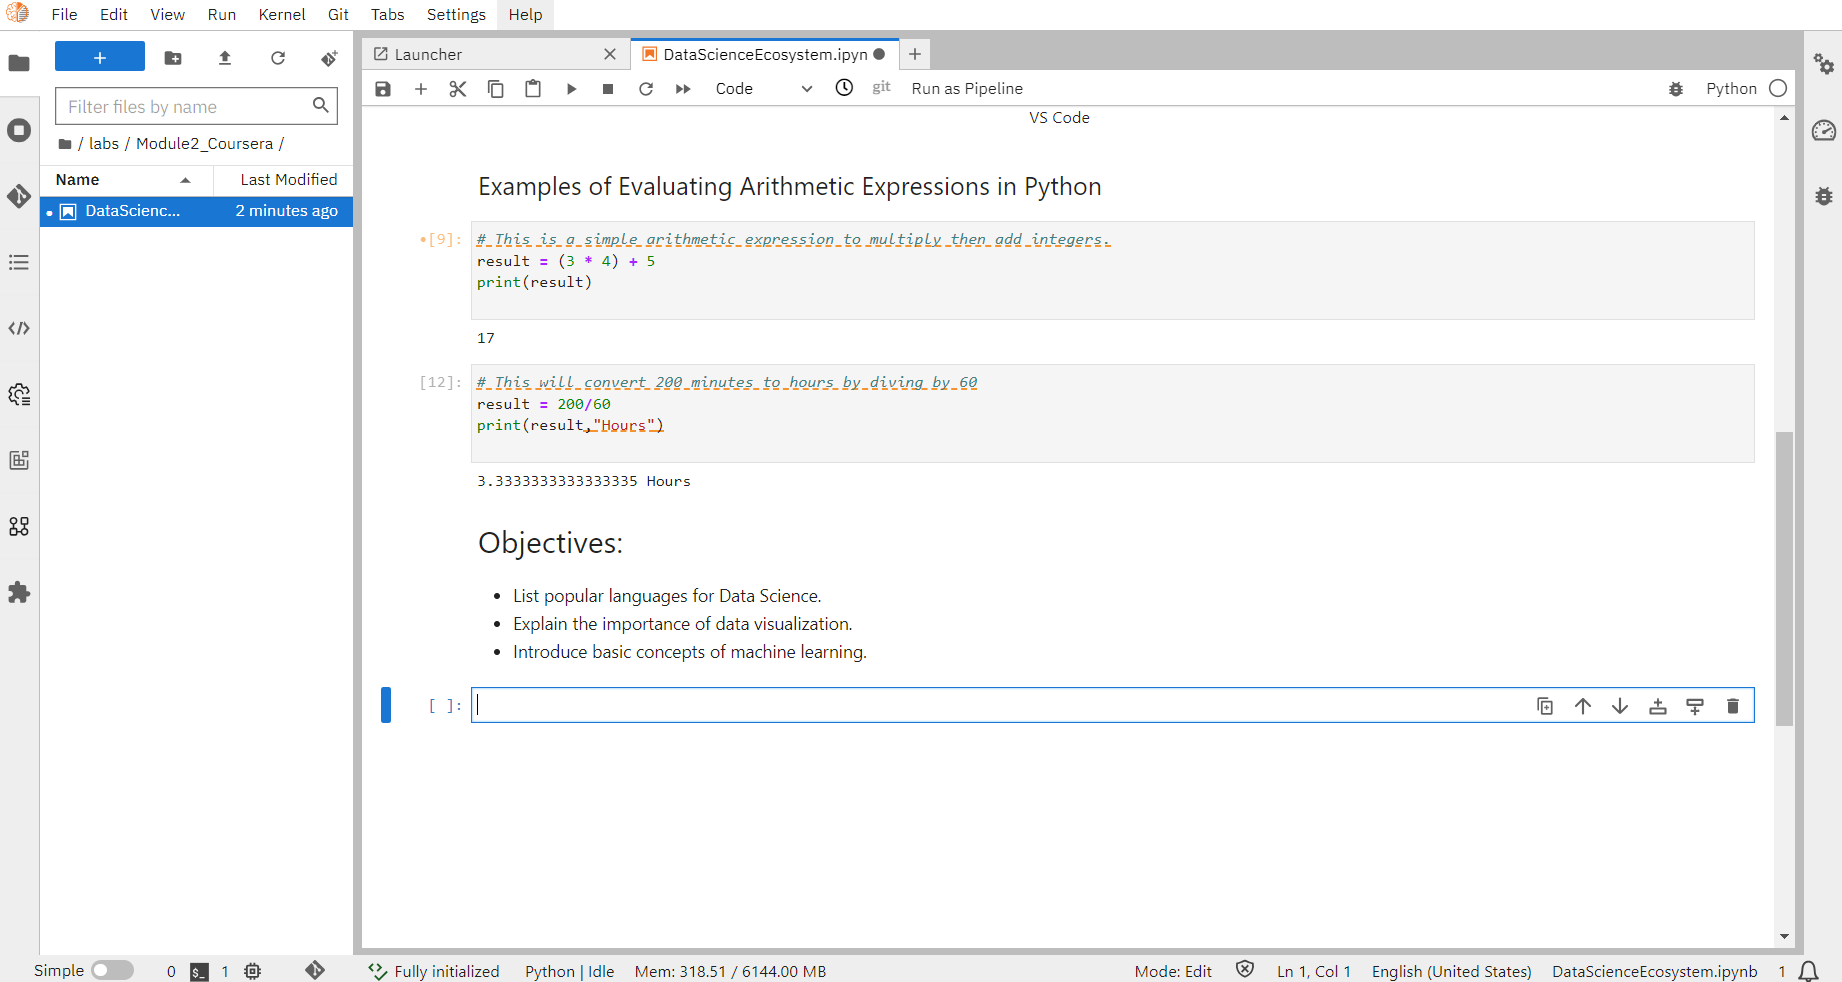 File Edit View Run Kernel Git Tabs Settings Help
+
Filter files by name
/ labs / Module2_Coursera /
Name Last Modified
DataScienc... 2 minutes ago
Launcher DataScienceEcosystem.ipyn
Code git Run as Pipeline Python
VS Code
Examples of Evaluating Arithmetic Expressions in Python
•[9]: # This is a simple arithmetic expression to multiply then add integers.
result = (3 * 4) + 5
print(result)
17
[12]: # This will convert 200 minutes to hours by diving by 60
result = 200/60
print(result,"Hours")
3.3333333333333335 Hours
Objectives:
• List popular languages for Data Science.
• Explain the importance of data visualization.
• Introduce basic concepts of machine learning.
[ ]:
Simple 0 $_ 1 Fully initialized Python | Idle Mem: 318.51 / 6144.00 MB Mode: Edit Ln 1, Col 1 English (United States) DataScienceEcosystem.ipynb 1